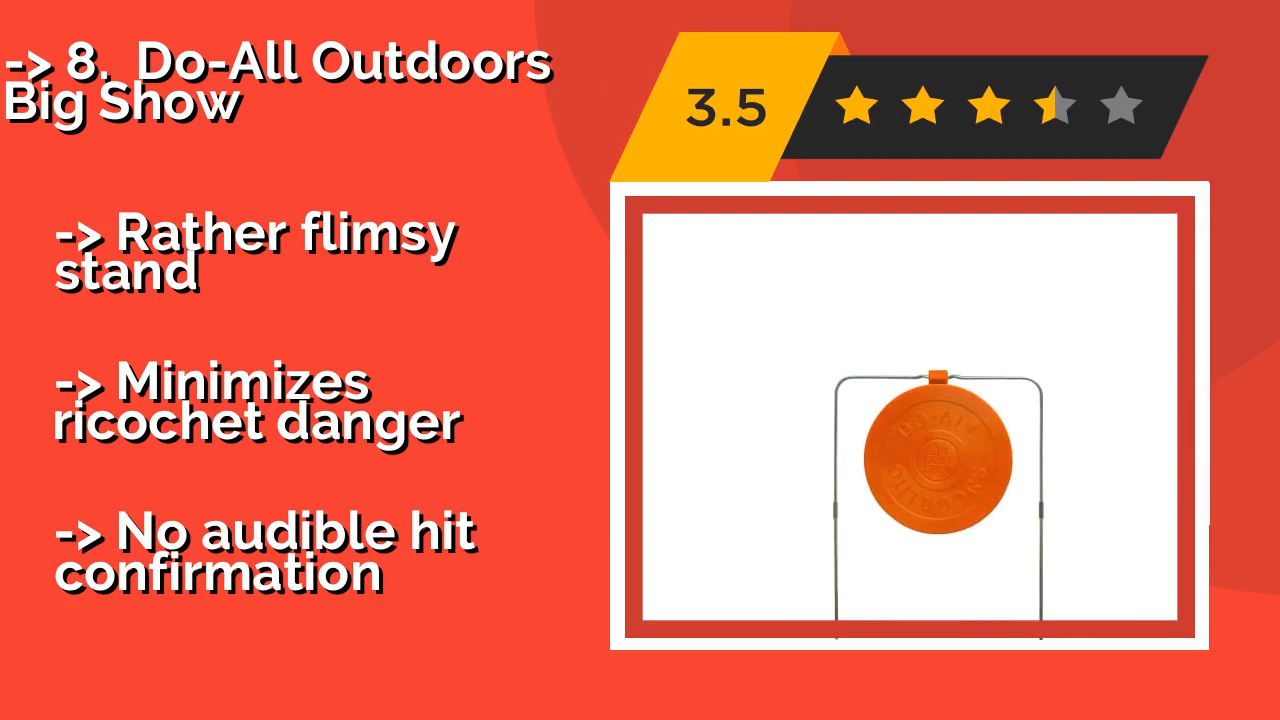 -> 8.  Do-All Outdoors
Big Show
3.5
-> Rather flimsy
stand
-> Minimizes
ricochet danger
-> No audible hit
confirmation
DO-ALL
OUTDOORS